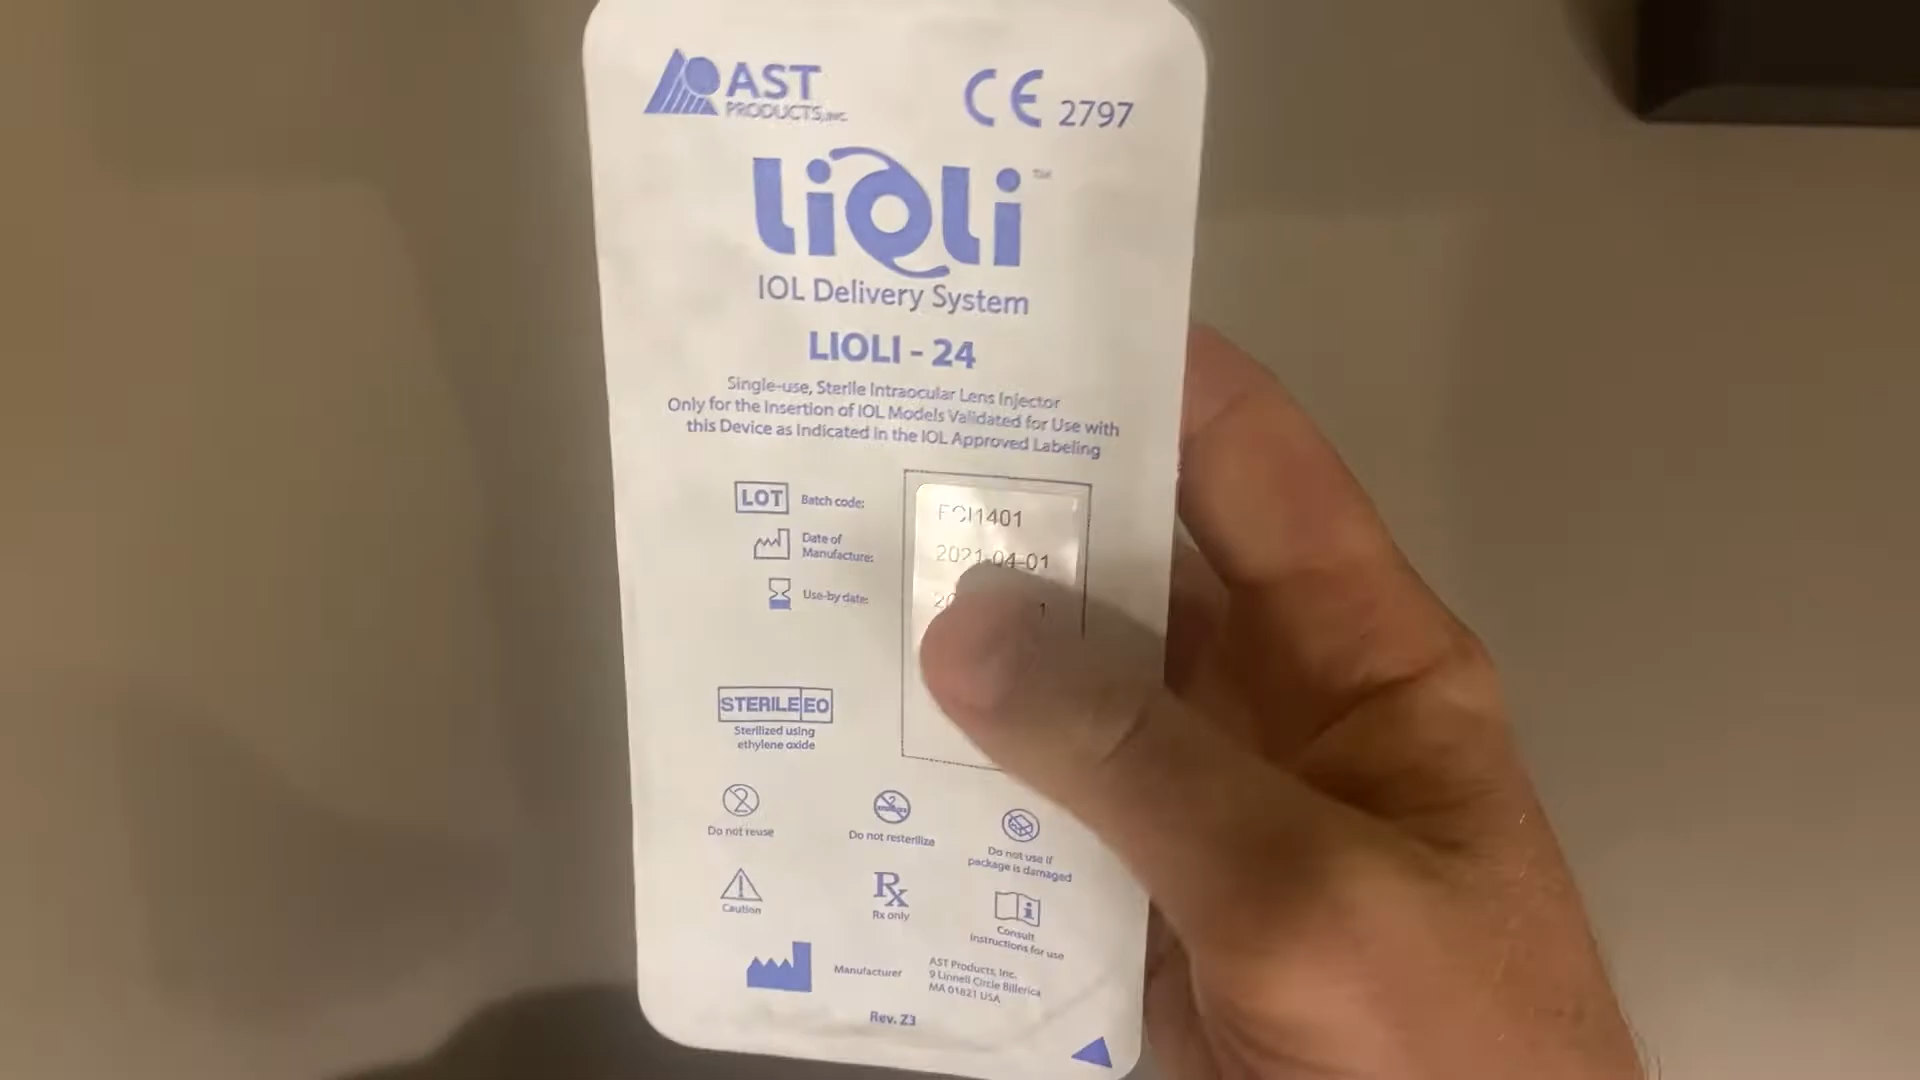 AST
PRODUCTS, INC.
CE 2797
LiOLi™
IOL Delivery System
LIOLI - 24
Single-use, Sterile Intraocular Lens Injector
Only for the Insertion of IOL Models Validated for Use with
this Device as Indicated in the IOL Approved Labeling
LOT Batch code:
Date of
Manufacture: 2021-04-01
Use-by date:
STERILE EO
Sterilized using
ethylene oxide
2
Do not reuse
Do not resterilize
Do not use if
package is damaged
Caution
Rx
Rx only
Consult
instructions for use
Manufacturer
AST Products, Inc.
9 Linnell Circle Billerica
MA 01821 USA
Rev. Z3